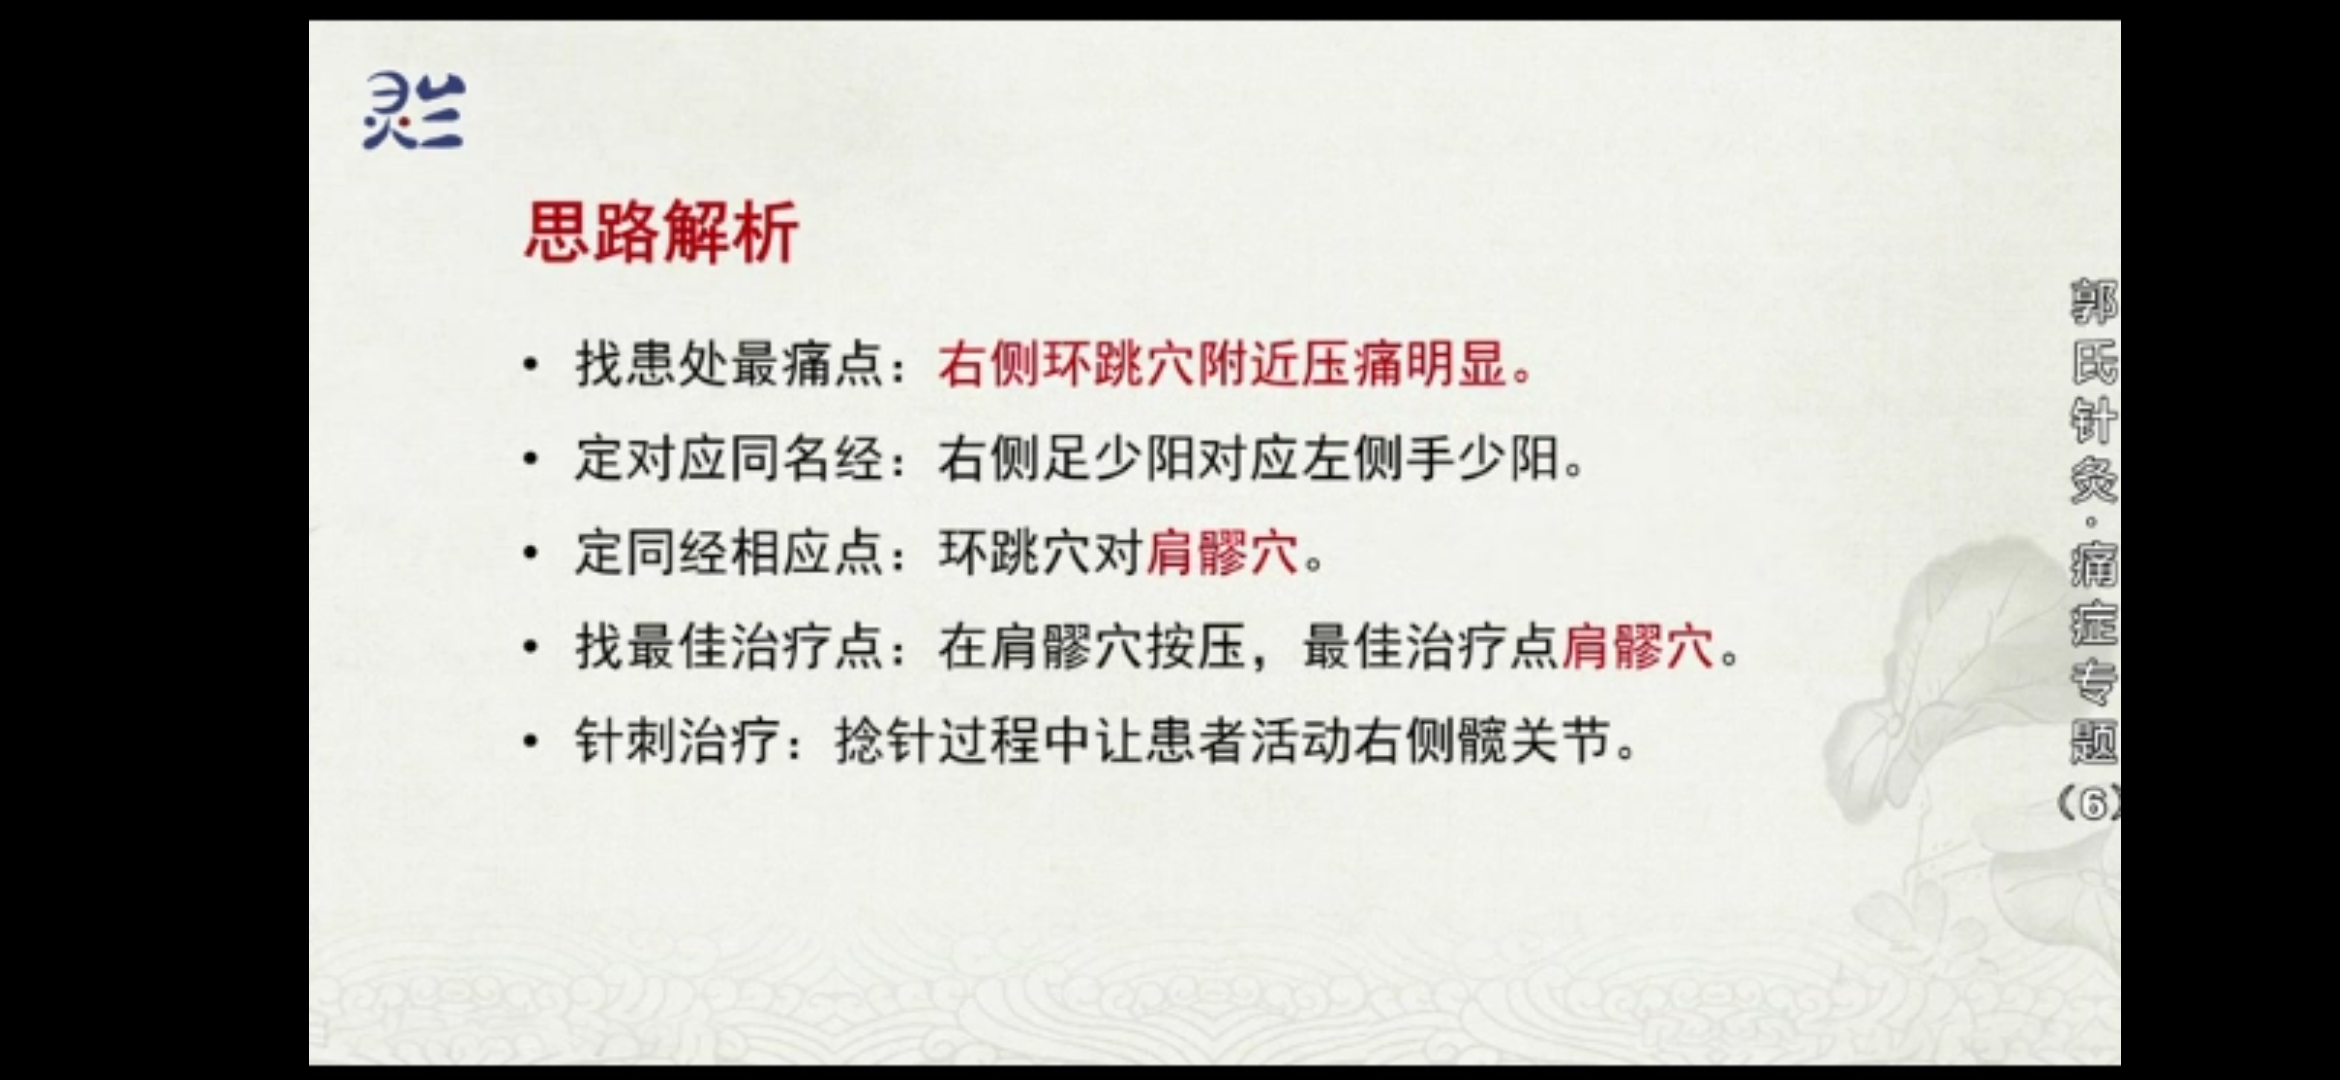 灵兰
思路解析
• 找患处最痛点：右侧环跳穴附近压痛明显。
• 定对应同名经：右侧足少阳对应左侧手少阳。
• 定同经相应点：环跳穴对肩髎穴。
• 找最佳治疗点：在肩髎穴按压，最佳治疗点肩髎穴。
• 针刺治疗：捻针过程中让患者活动右侧髋关节。
郭氏针灸·痛症专题（6）